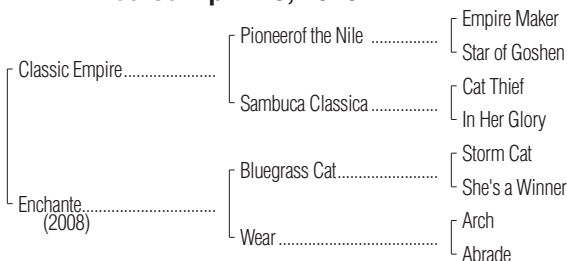 Empire Maker
Pioneerof the Nile ................
Star of Goshen
Classic Empire......................
Cat Thief
Sambuca Classica ................
In Her Glory
Storm Cat
Bluegrass Cat........................
She's a Winner
Enchante................................
(2008)
Arch
Wear ......................................
Abrade